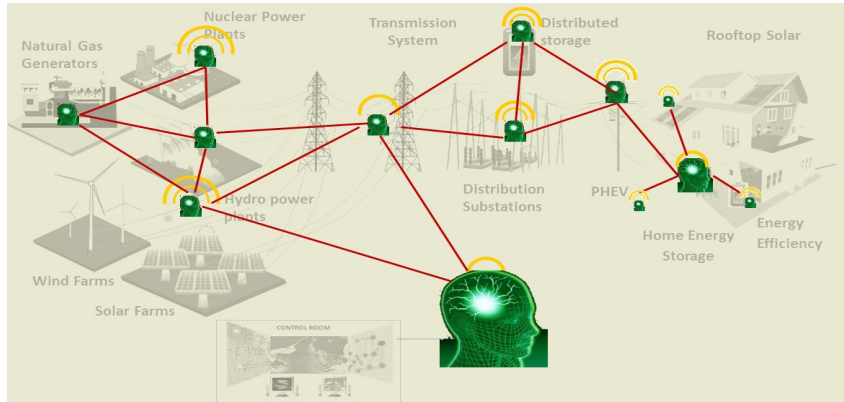 Nuclear Power
Plants
Transmission
System
Distributed
storage
Rooftop Solar
Natural Gas
Generators
Hydro power
plants
Distribution
Substations
PHEV
Home Energy
Storage
Energy
Efficiency
Wind Farms
Solar Farms
CONTROL ROOM